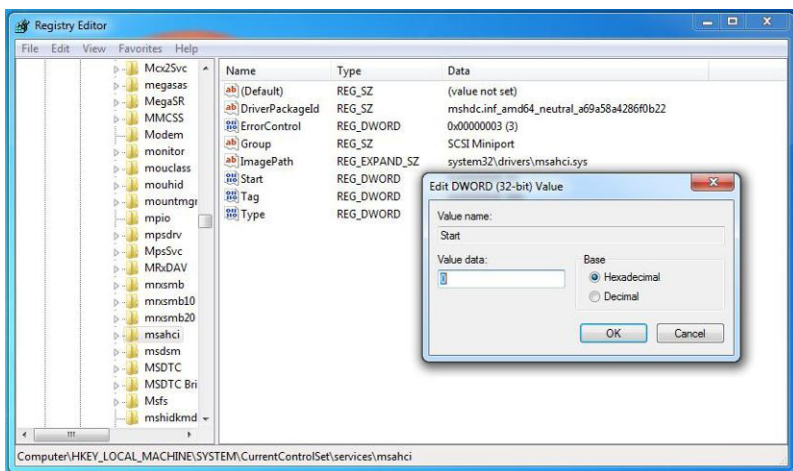 Registry Editor
File Edit View Favorites Help
Mcx2Svc
megasas
MegaSR
MMCSS
Modem
monitor
mouclass
mouhid
mountmgr
mpio
mpsdrv
MpsSvc
MRxDAV
mrxsmb
mrxsmb10
mrxsmb20
msahci
msdsm
MSDTC
MSDTC Bri
Msfs
mshidkmd
Name Type Data
(Default) REG_SZ (value not set)
DriverPackageId REG_SZ mshdc.inf_amd64_neutral_a69a58a4286f0b22
ErrorControl REG_DWORD 0x00000003 (3)
Group REG_SZ SCSI Miniport
ImagePath REG_EXPAND_SZ system32\drivers\msahci.sys
Start REG_DWORD
Tag REG_DWORD
Type REG_DWORD
Edit DWORD (32-bit) Value
Value name:
Start
Value data:
Base
Hexadecimal
Decimal
OK Cancel
Computer\HKEY_LOCAL_MACHINE\SYSTEM\CurrentControlSet\services\msahci